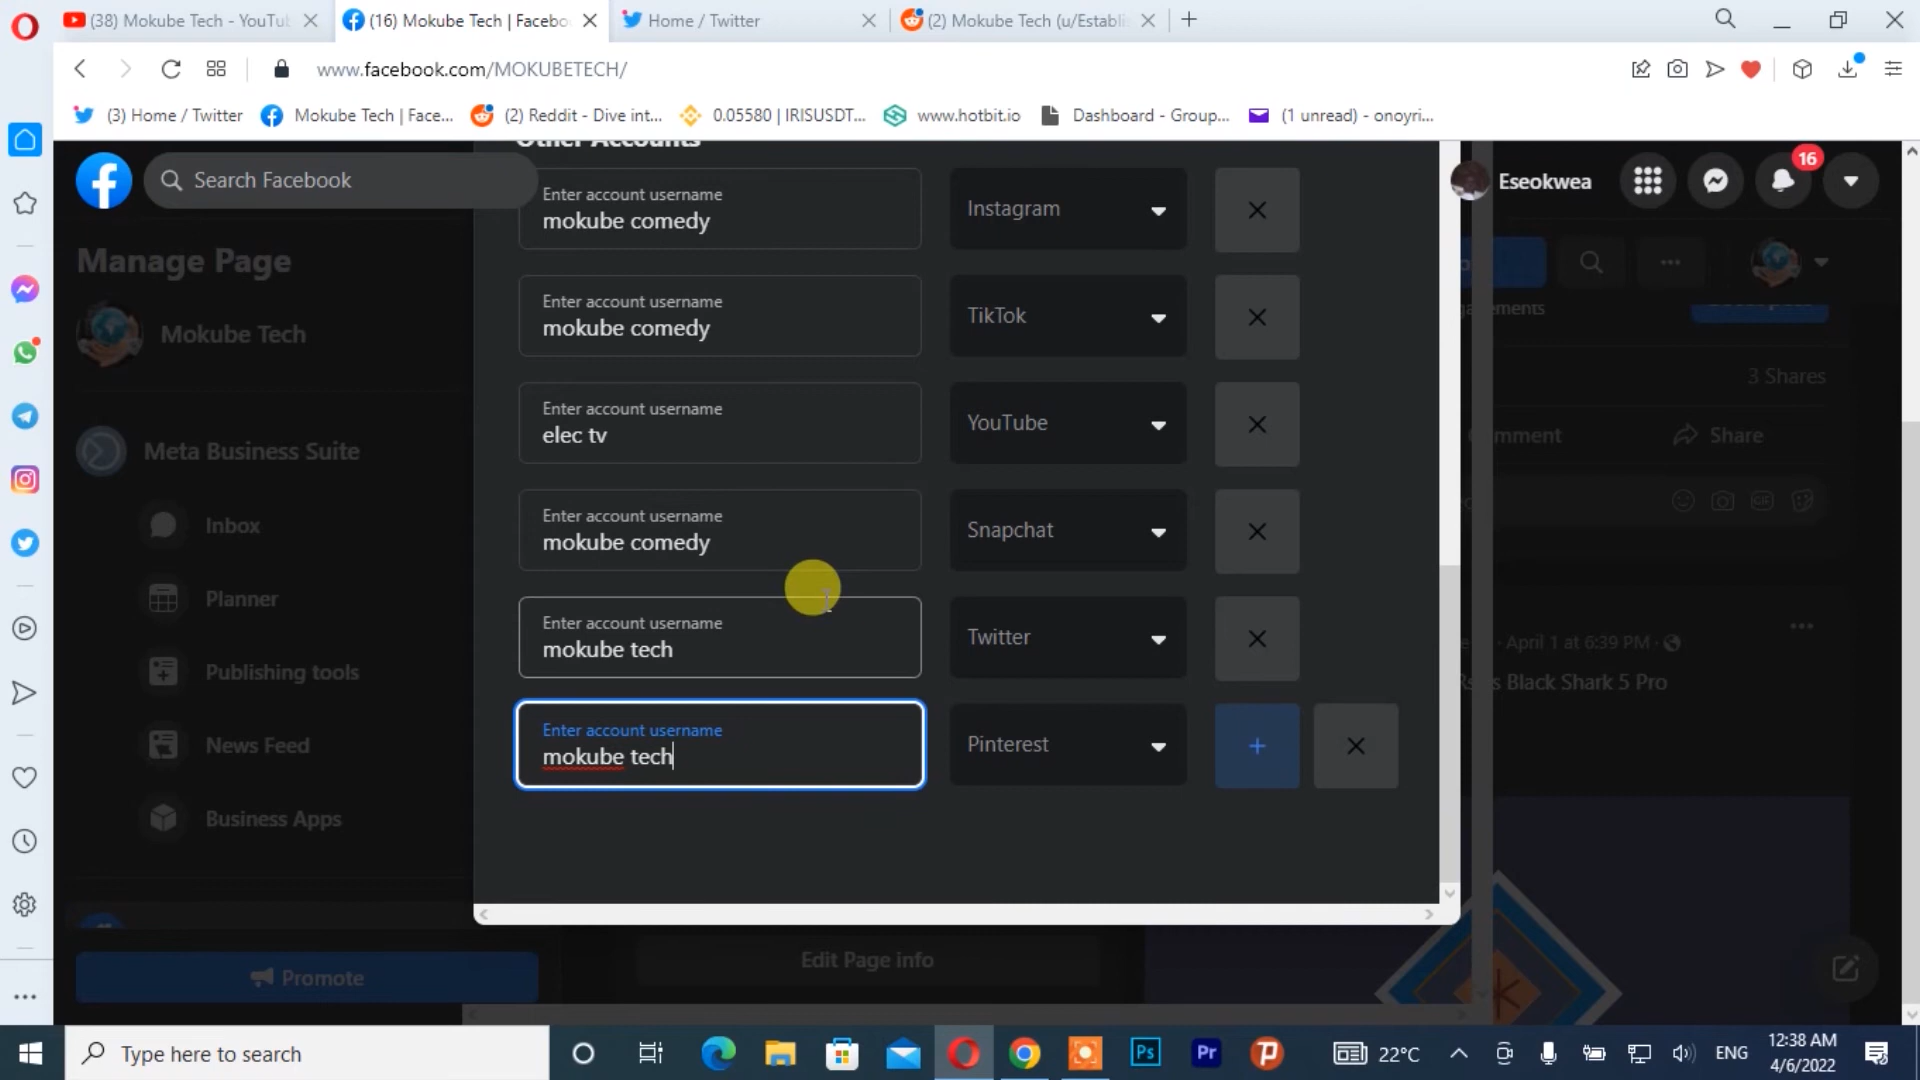 (38) Mokube Tech - YouTu
(16) Mokube Tech | Facebo
Home / Twitter
(2) Mokube Tech (u/Establi
www.facebook.com/MOKUBETECH/
(3) Home / Twitter
Mokube Tech | Face...
(2) Reddit - Dive int...
0.05580 | IRISUSDT...
www.hotbit.io
Dashboard - Group...
(1 unread) - onoyri...
Other Accounts
Search Facebook
Eseokwea
16
Manage Page
Mokube Tech
Meta Business Suite
Inbox
Planner
Publishing tools
News Feed
Business Apps
Promote
Enter account username
mokube comedy
Instagram
Enter account username
mokube comedy
TikTok
Enter account username
elec tv
YouTube
Enter account username
mokube comedy
Snapchat
Enter account username
mokube tech
Twitter
Enter account username
mokube tech
Pinterest
3 Shares
mment
Share
GIF
April 1 at 6:39 PM
s Black Shark 5 Pro
Edit Page info
Type here to search
Ps
Pr
22°C
ENG
12:38 AM
4/6/2022